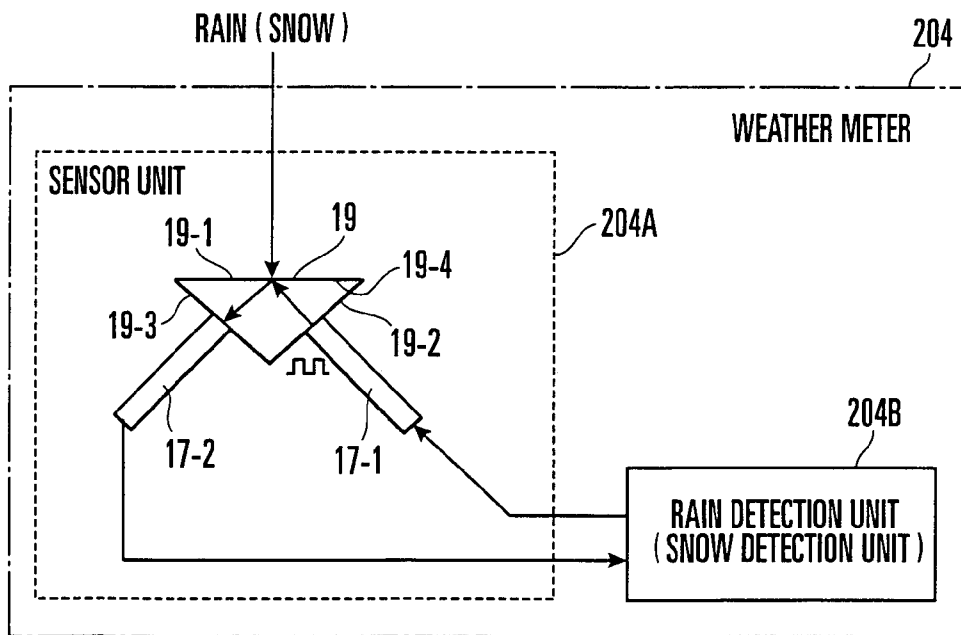 RAIN (SNOW)
204
WEATHER METER
SENSOR UNIT
204A
19-1
19
19-4
19-3
19-2
17-2
17-1
204B
RAIN DETECTION UNIT
(SNOW DETECTION UNIT)